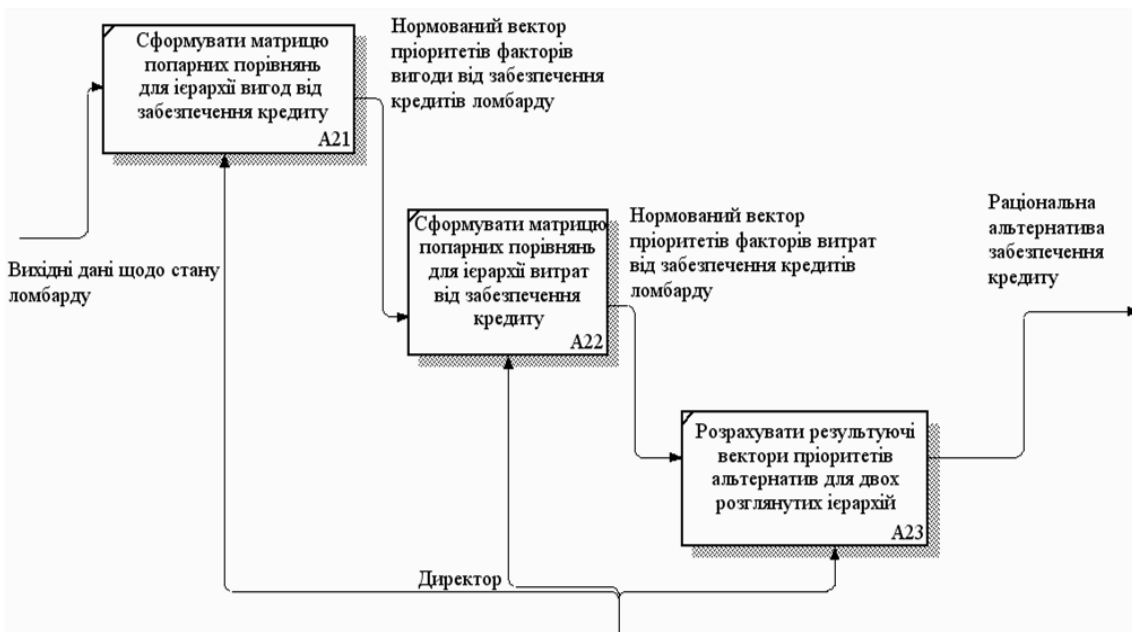 Сформувати матрицю
попарних порівнянь
для ієрархії вигод від
забезпечення кредиту
А21
Нормований вектор
пріоритетів факторів
вигоди від забезпечення
кредитів ломбарду
Вихідні дані щодо стану
ломбарду
Сформувати матрицю
попарних порівнянь
для ієрархії витрат
від забезпечення
кредиту
А22
Нормований вектор
пріоритетів факторів витрат
від забезпечення кредитів
ломбарду
Раціональна
альтернатива
забезпечення
кредиту
Розрахувати результуючі
вектори пріоритетів
альтернатив для двох
розглянутих ієрархій
А23
Директор